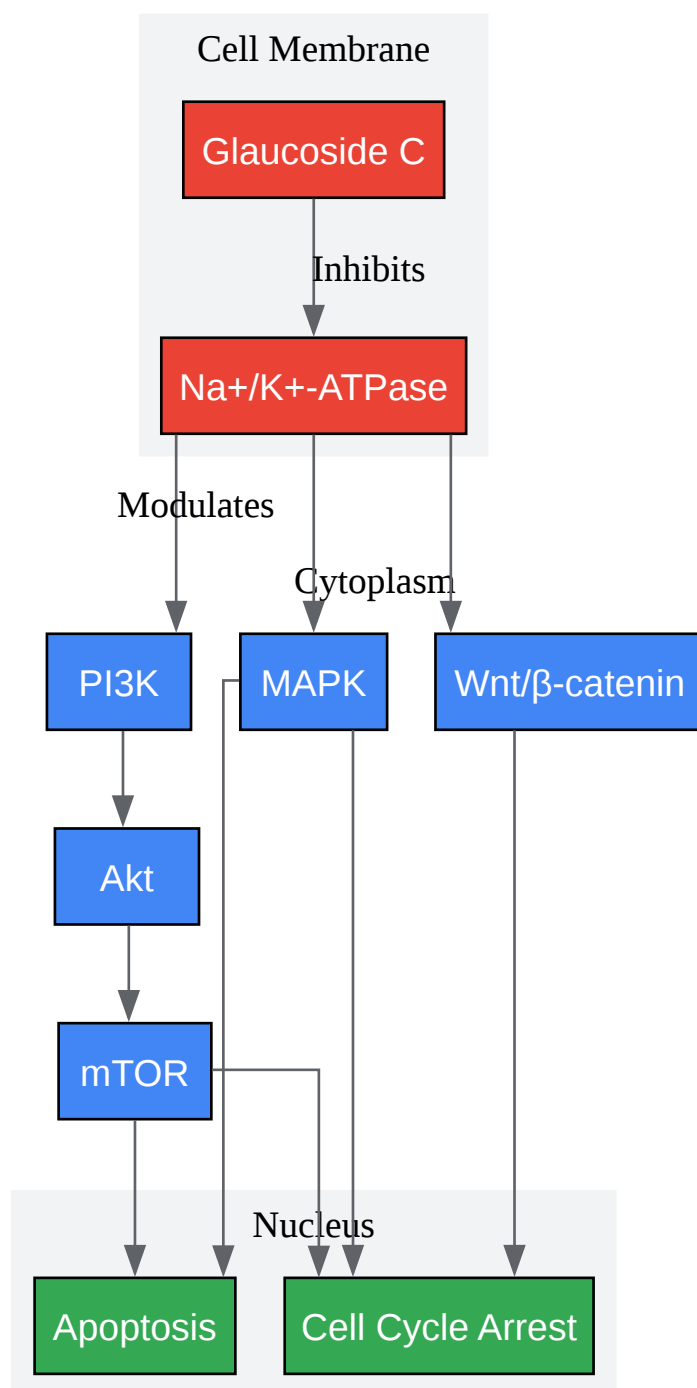 Cell Membrane
Glaucoside C
Inhibits
Na+/K+-ATPase
Modulates
Cytoplasm
PI3K
MAPK
Wnt/β-catenin
Akt
mTOR
Nucleus
Apoptosis
Cell Cycle Arrest